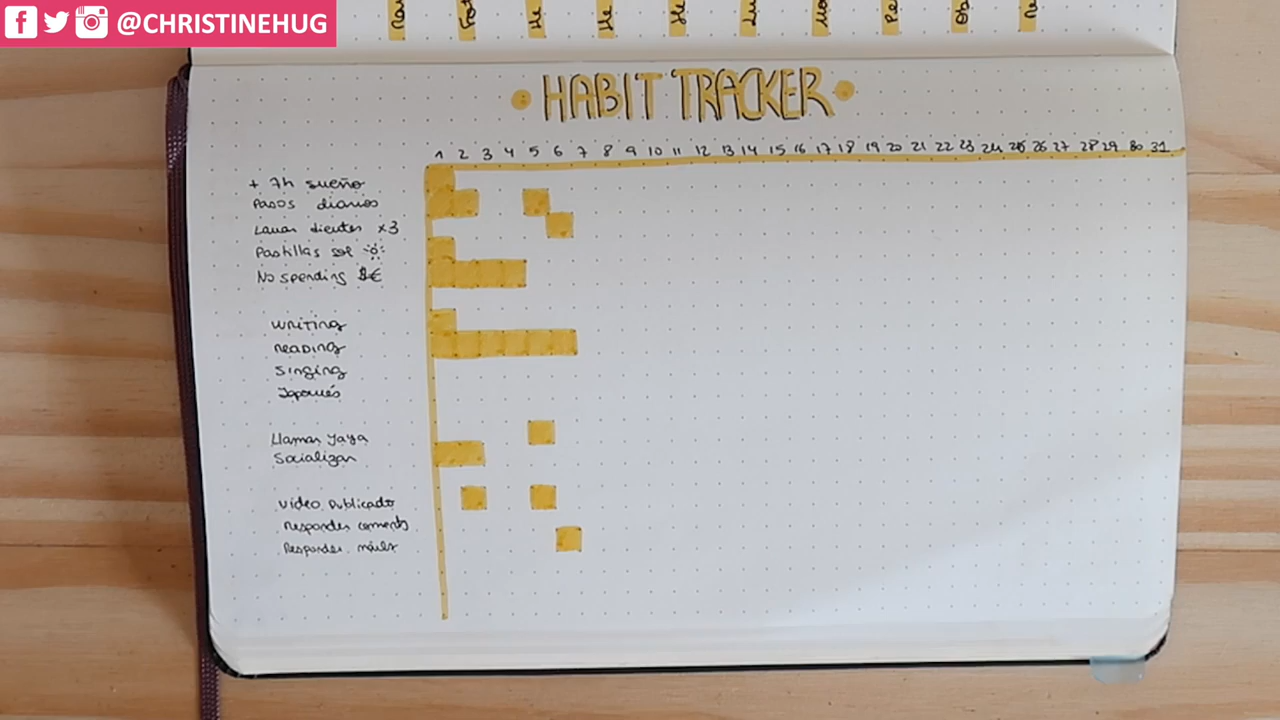 @CHRISTINEHUG
HABIT TRACKER
1 2 3 4 5 6 7 8 9 10 11 12 13 14 15 16 17 18 19 20 21 22 23 24 25 26 27 28 29 30 31
+ 7h sueño
Pasos diarios
Lavar dientes x3
Pastillas sol
No spending $€
writing
reading
singing
Japonés
Llamar Yaya
Socializar
Video Publicado
Responder coments
Responder mails